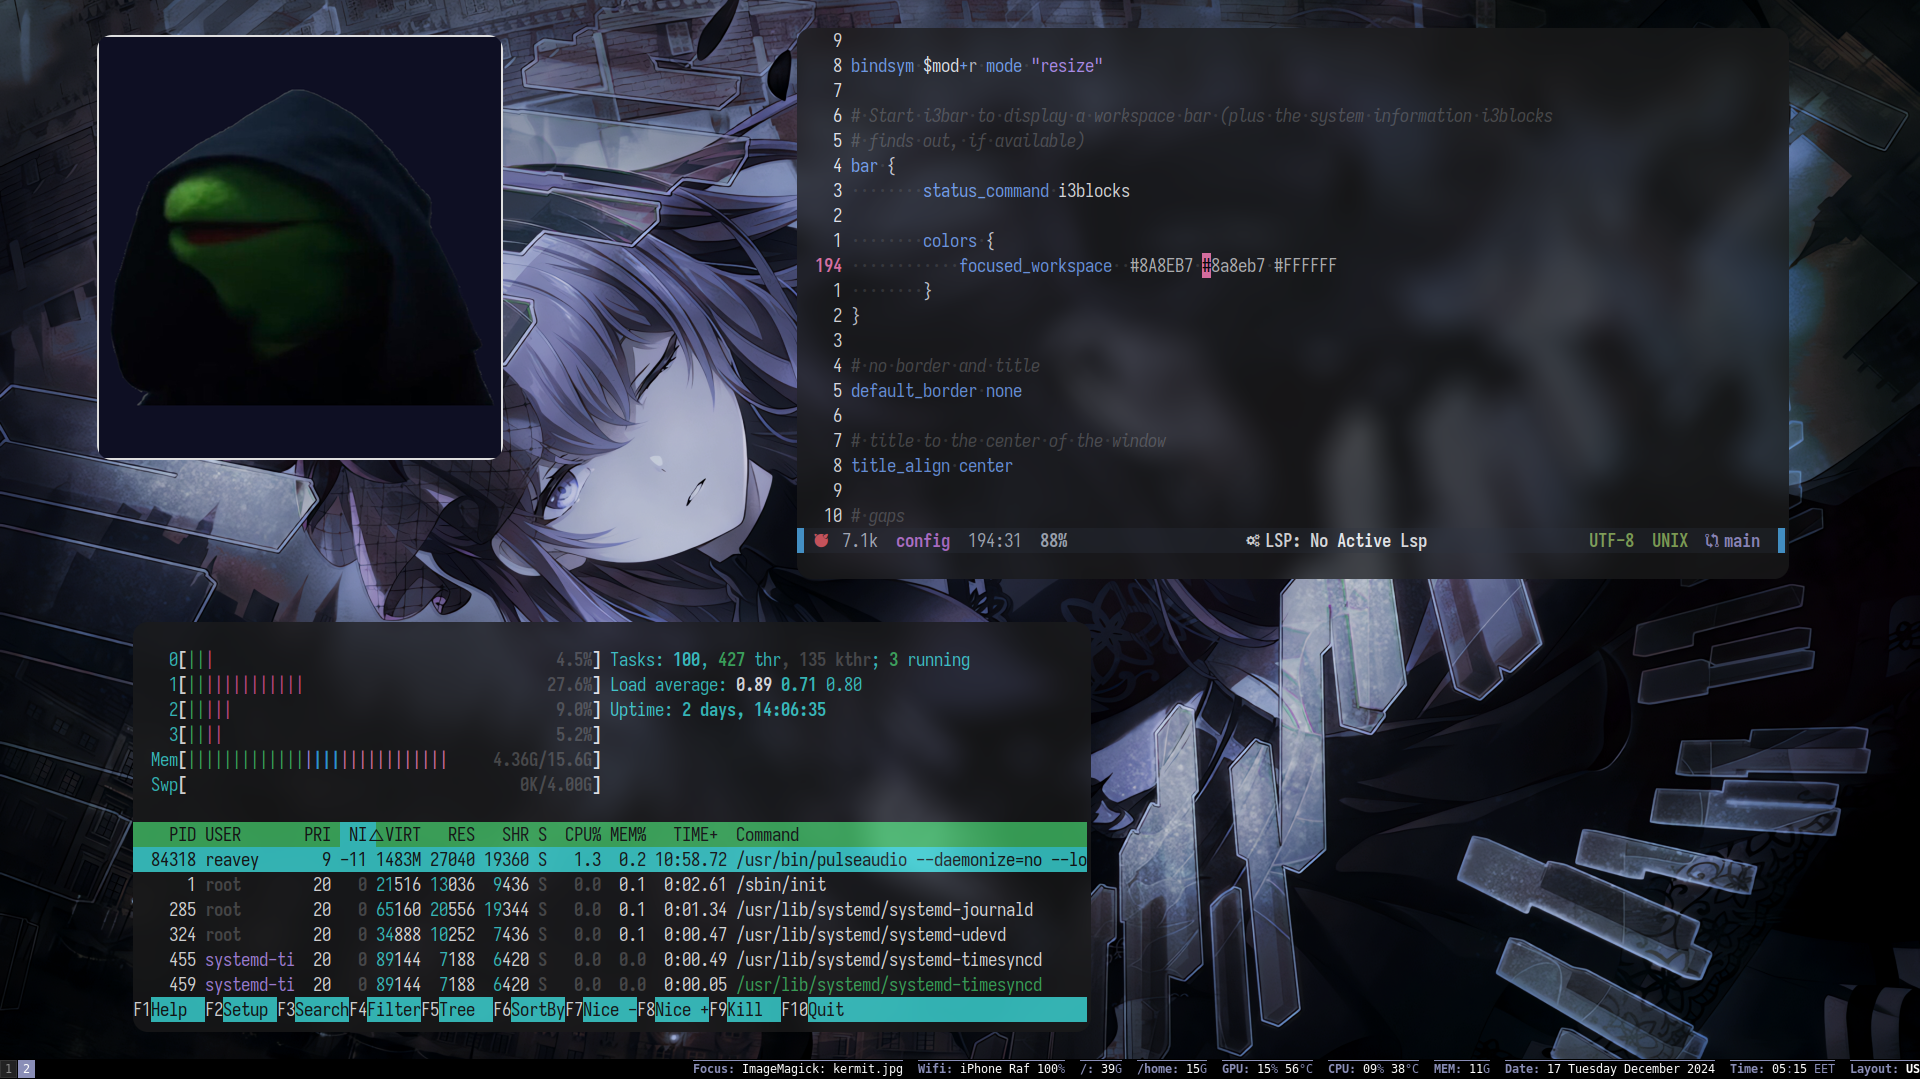 9
8 bindsym $mod+r mode "resize"
7
6 # Start i3bar to display a workspace bar (plus the system information i3blocks
5 # finds out, if available)
4 bar {
3 status_command i3blocks
2
1 colors {
194 focused_workspace #8A8EB7 #8a8eb7 #FFFFFF
1 }
2 }
3
4 # no border and title
5 default_border none
6
7 # title to the center of the window
8 title_align center
9
10 # gaps
7.1k config 194:31 88% LSP: No Active Lsp UTF-8 UNIX main
0[||| 4.5%] Tasks: 100, 427 thr, 135 kthr; 3 running
1[||||||||||||| 27.6%] Load average: 0.89 0.71 0.80
2[||||| 9.0%] Uptime: 2 days, 14:06:35
3[|||| 5.2%]
Mem[||||||||||||||||||||||||||||| 4.36G/15.6G]
Swp[ 0K/4.00G]
PID USER PRI NI△VIRT RES SHR S CPU% MEM% TIME+ Command
84318 reavey 9 -11 1483M 27040 19360 S 1.3 0.2 10:58.72 /usr/bin/pulseaudio --daemonize=no --lo
1 root 20 0 21516 13036 9436 S 0.0 0.1 0:02.61 /sbin/init
285 root 20 0 65160 20556 19344 S 0.0 0.1 0:01.34 /usr/lib/systemd/systemd-journald
324 root 20 0 34888 10252 7436 S 0.0 0.1 0:00.47 /usr/lib/systemd/systemd-udevd
455 systemd-ti 20 0 89144 7188 6420 S 0.0 0.0 0:00.49 /usr/lib/systemd/systemd-timesyncd
459 systemd-ti 20 0 89144 7188 6420 S 0.0 0.0 0:00.05 /usr/lib/systemd/systemd-timesyncd
F1Help F2Setup F3SearchF4FilterF5Tree F6SortByF7Nice -F8Nice +F9Kill F10Quit
1 2 Focus: ImageMagick: kermit.jpg Wifi: iPhone Raf 100% /: 39G /home: 15G GPU: 15% 56°C CPU: 09% 38°C MEM: 11G Date: 17 Tuesday December 2024 Time: 05:15 EET Layout: US